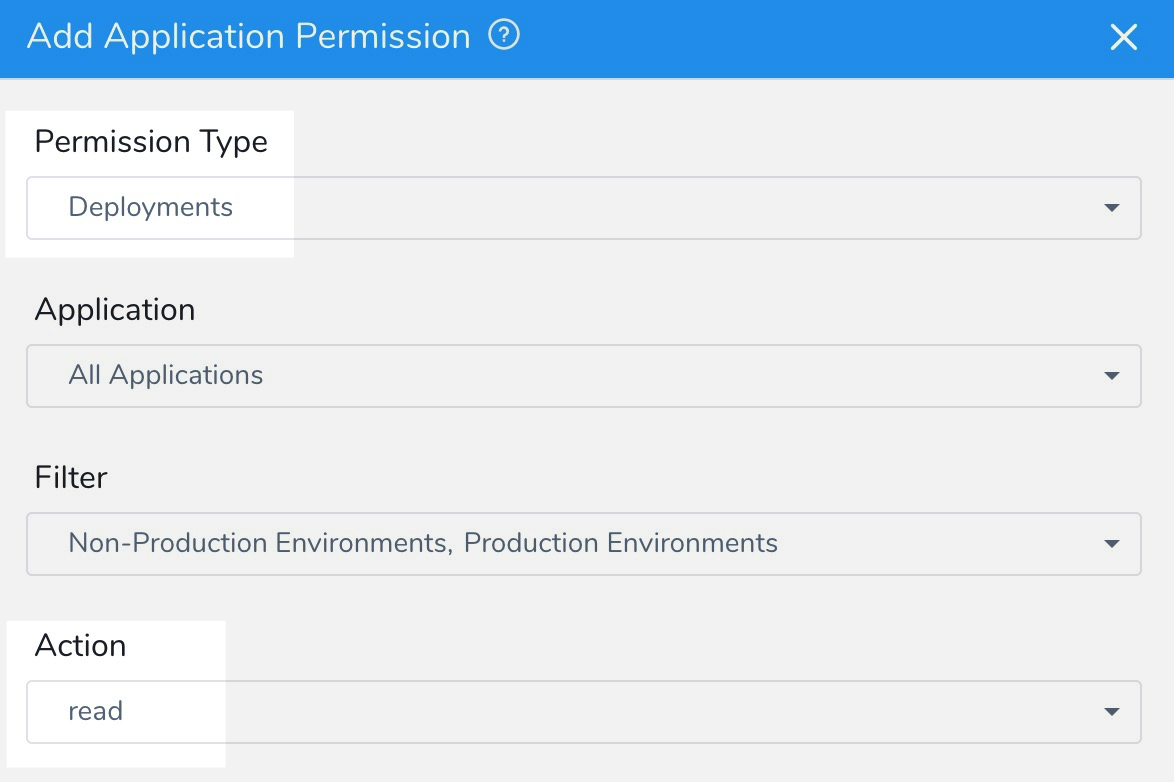 Add Application Permission ?
Permission Type
Deployments
Application
All Applications
Filter
Non-Production Environments, Production Environments
Action
read